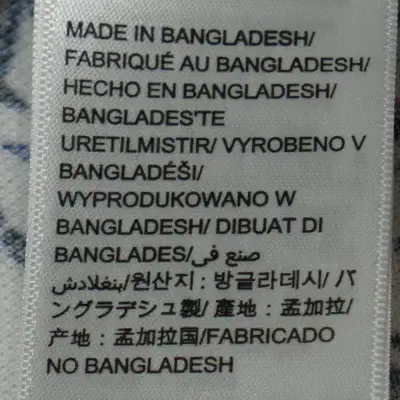 MADE IN BANGLADESH/
FABRIQUÉ AU BANGLADESH/
HECHO EN BANGLADESH/
BANGLADES'TE
URETILMISTIR/ VYROBENO V
BANGLADÉŠI/
WYPRODUKOWANO W
BANGLADESH/ DIBUAT DI
BANGLADES/صنع في
بنغلادش/원산지: 방글라데시/ バ
ングラデシュ製/ 產地：孟加拉/
产地：孟加拉国/FABRICADO
NO BANGLADESH